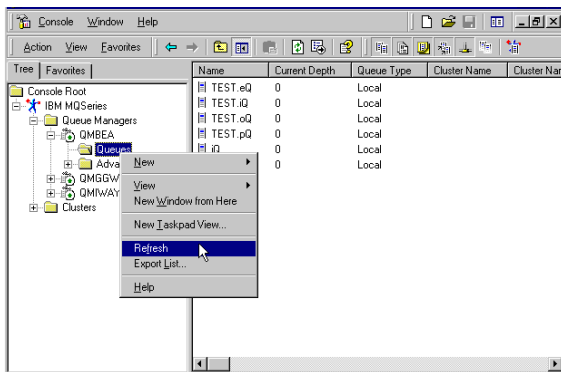 Console Window Help
Action View Favorites
Tree Favorites
Name Current Depth Queue Type Cluster Name Cluster Nar
Console Root
IBM MQSeries
Queue Managers
QMBEA
Queues
Adva
QMGGW
QMIWAY
Clusters
TEST.eQ 0 Local
TEST.iQ 0 Local
TEST.oQ 0 Local
TEST.pQ 0 Local
iQ 0 Local
0 Local
New
View
New Window from Here
New Taskpad View...
Refresh
Export List...
Help